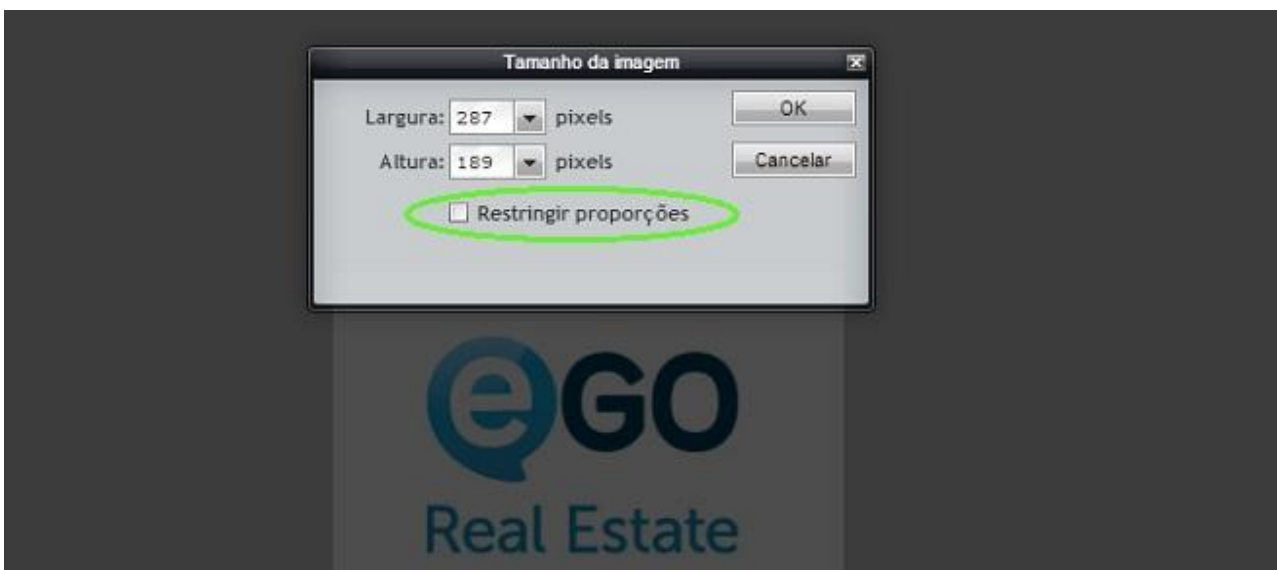 Tamanho da imagem
Largura: 287 pixels
OK
Altura: 189 pixels
Cancelar
Restringir proporções
eGO
Real Estate